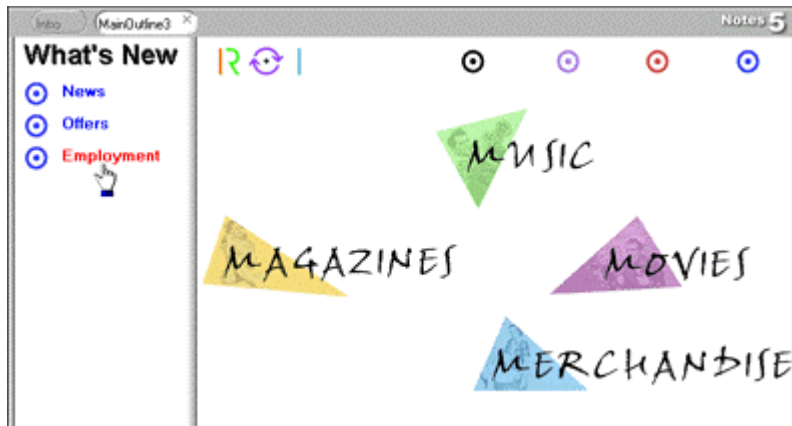 Intro
MainOutline3
Notes 5
What's New
News
Offers
Employment
MUSIC
MAGAZINES
MOVIES
MERCHANDISE